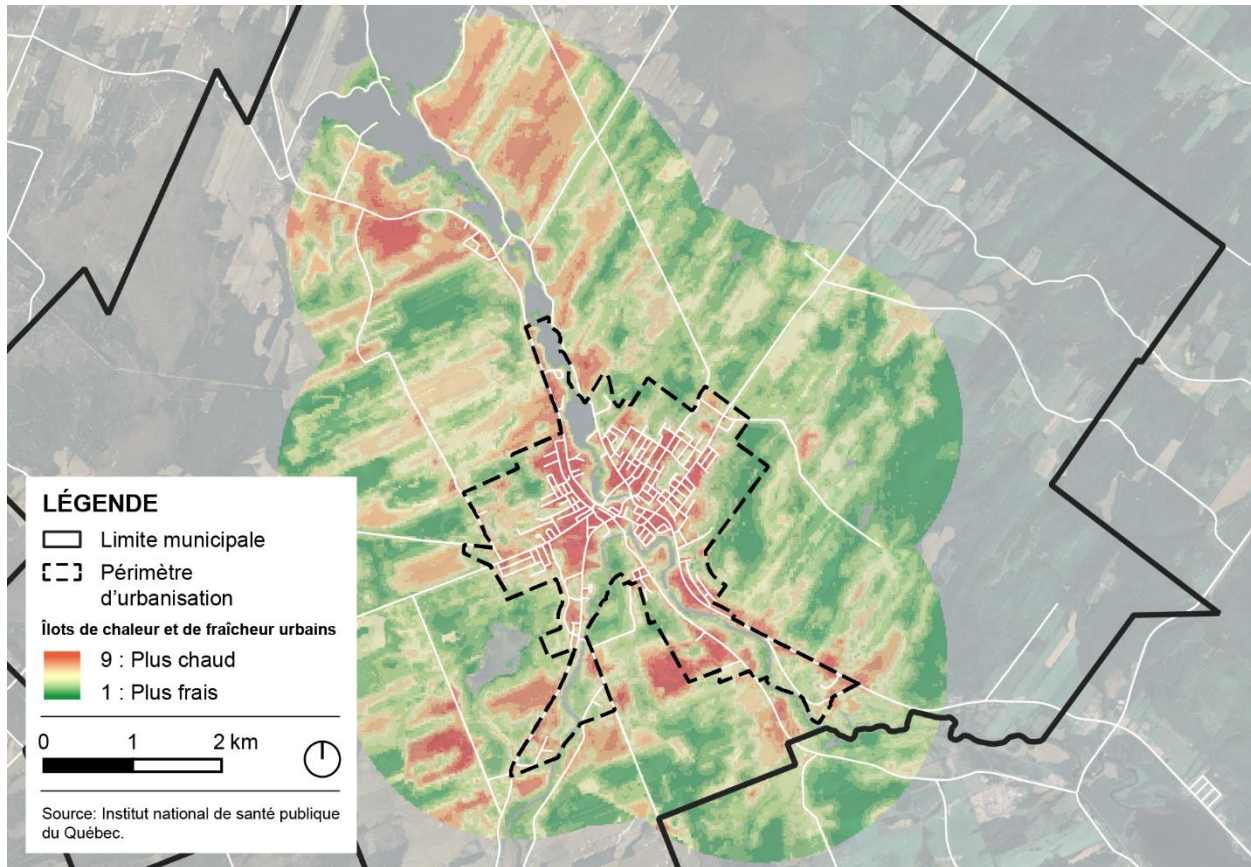 LÉGENDE
Limite municipale
Périmètre
d'urbanisation
Îlots de chaleur et de fraîcheur urbains
9 : Plus chaud
1 : Plus frais
0 1 2 km
Source: Institut national de santé publique
du Québec.